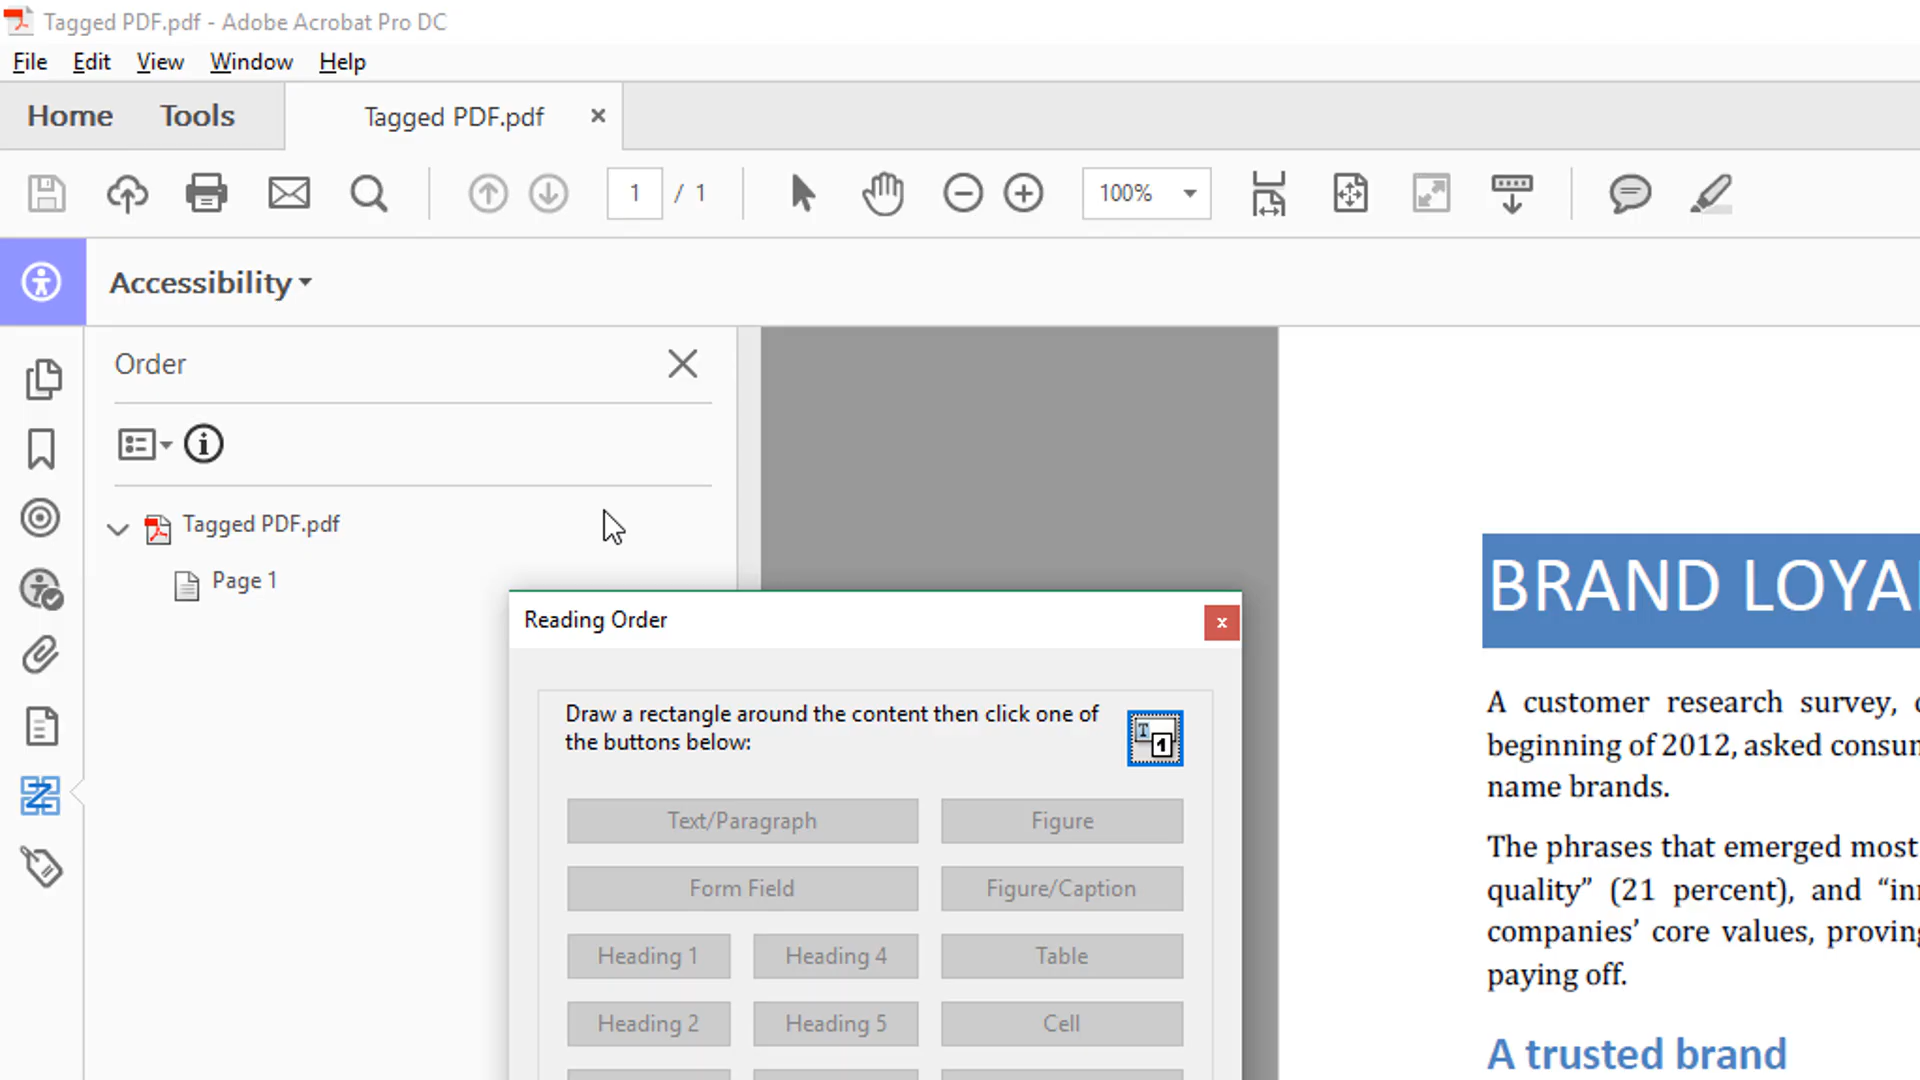 Tagged PDF.pdf - Adobe Acrobat Pro DC
File Edit View Window Help
Home Tools Tagged PDF.pdf
1 / 1 100%
Accessibility
Order
Tagged PDF.pdf
Page 1
Reading Order
Draw a rectangle around the content then click one of
the buttons below:
Text/Paragraph Figure
Form Field Figure/Caption
Heading 1 Heading 4 Table
Heading 2 Heading 5 Cell
BRAND LOYA
A customer research survey,
beginning of 2012, asked consu
name brands.
The phrases that emerged most
quality” (21 percent), and “in
companies’ core values, proving
paying off.
A trusted brand